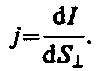 j = dI/dS⊥.